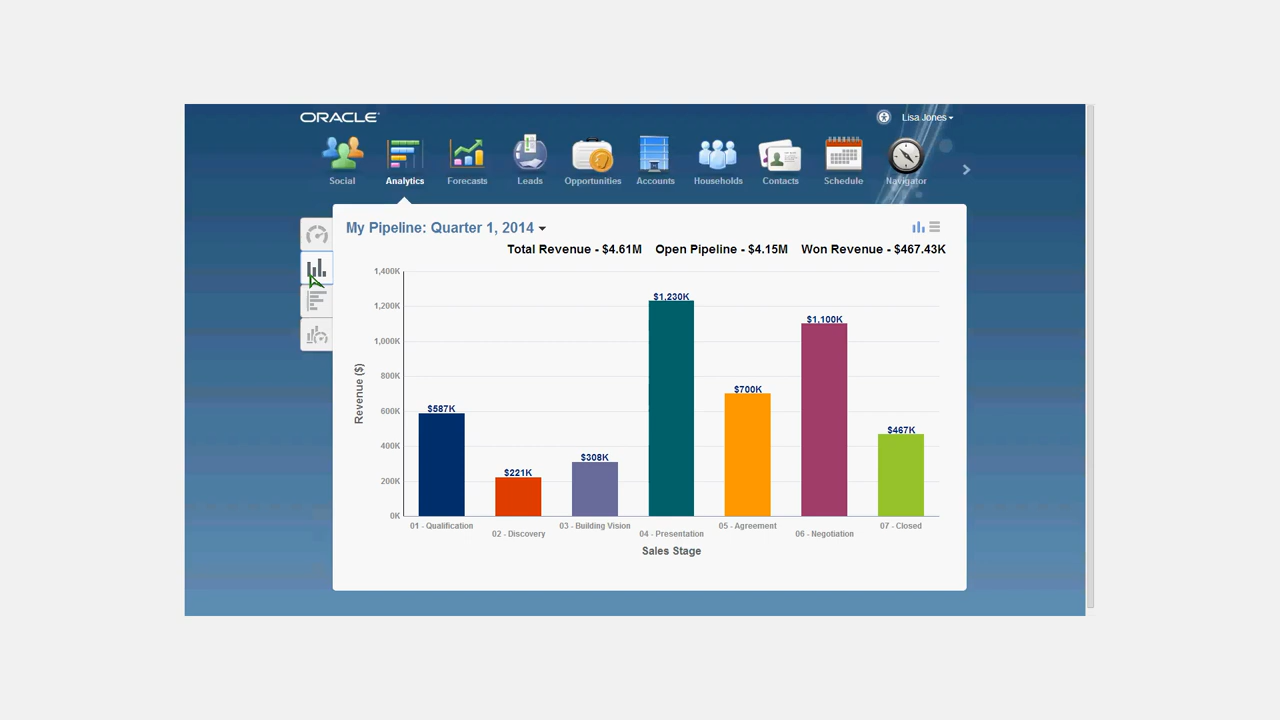 ORACLE
Lisa Jones
Social Analytics Forecasts Leads Opportunities Accounts Households Contacts Schedule Navigator
My Pipeline: Quarter 1, 2014
Total Revenue - $4.61M Open Pipeline - $4.15M Won Revenue - $467.43K
1,400K
1,200K
1,000K
800K
600K
400K
200K
0K
Revenue ($)
$587K
$221K
$308K
$1,230K
$700K
$1,100K
$467K
01 - Qualification
02 - Discovery
03 - Building Vision
04 - Presentation
05 - Agreement
06 - Negotiation
07 - Closed
Sales Stage